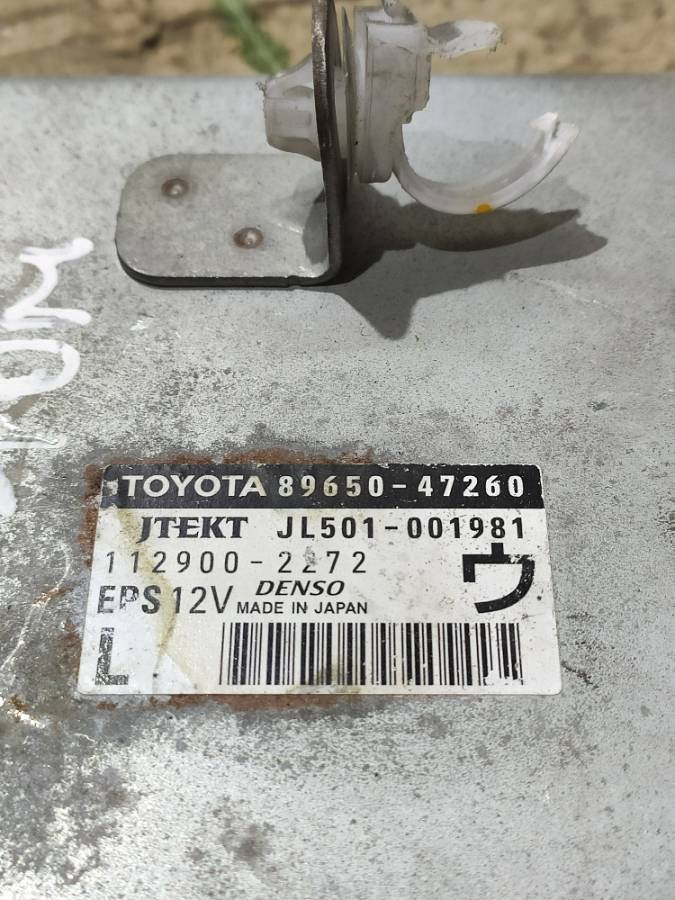 TOYOTA 89650-47260
JTEKT JL501-001981
112900-2272
ウ
EPS 12V DENSO
MADE IN JAPAN
L